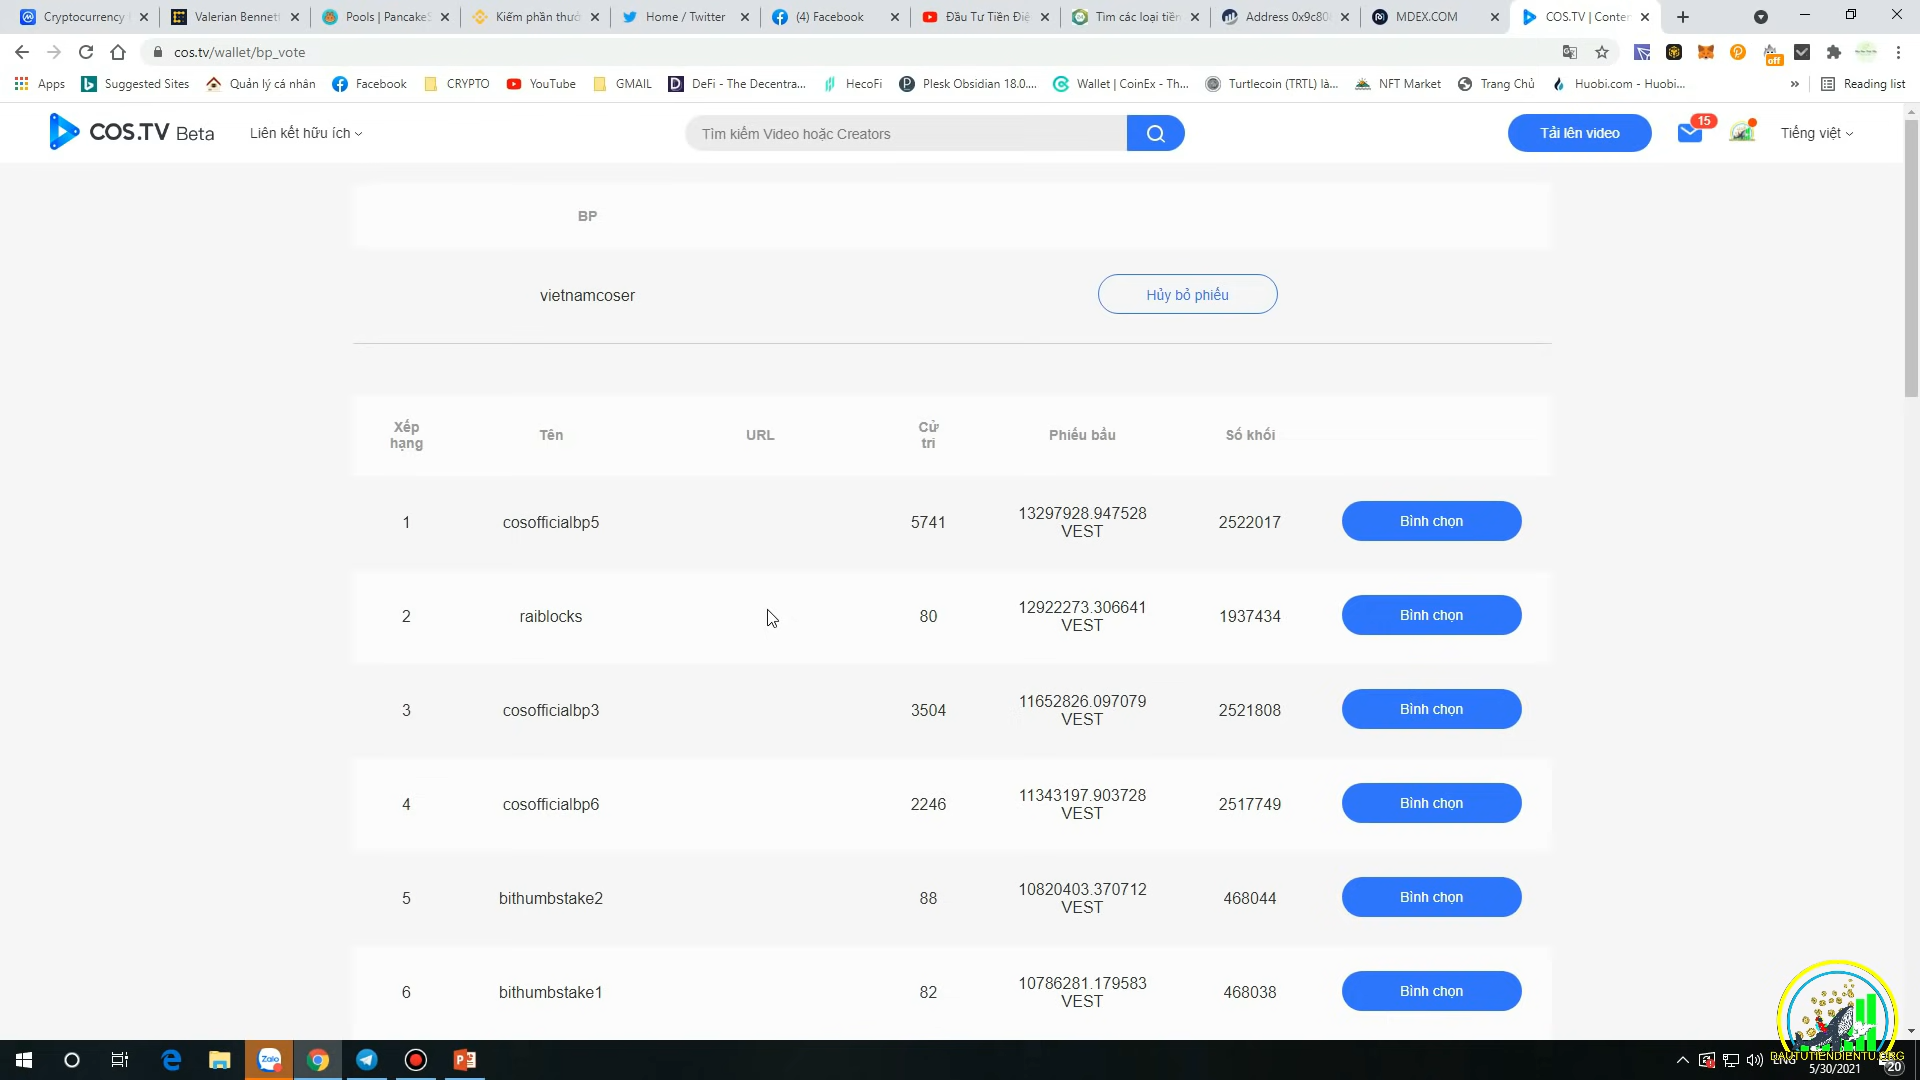 Cryptocurrency
Valerian Bennet
Pools | Pancake
Kiếm phần thưở
Home / Twitter
(4) Facebook
Đầu Tư Tiền Điệ
Tìm các loại tiền
Address 0x9c80
MDEX.COM
COS.TV | Conten
cos.tv/wallet/bp_vote
off
Apps
Suggested Sites
Quản lý cá nhân
Facebook
CRYPTO
YouTube
GMAIL
DeFi - The Decentra...
HecoFi
Plesk Obsidian 18.0....
Wallet | CoinEx - Th...
Turtlecoin (TRTL) là...
NFT Market
Trang Chủ
Huobi.com - Huobi...
»
Reading list
COS.TV Beta
Liên kết hữu ích
Tìm kiếm Video hoặc Creators
Tải lên video
15
Tiếng việt
BP
vietnamcoser
Hủy bỏ phiếu
Xếp hạng
Tên
URL
Cử tri
Phiếu bầu
Số khối
1
cosofficialbp5
5741
13297928.947528 VEST
2522017
Bình chọn
2
raiblocks
80
12922273.306641 VEST
1937434
Bình chọn
3
cosofficialbp3
3504
11652826.097079 VEST
2521808
Bình chọn
4
cosofficialbp6
2246
11343197.903728 VEST
2517749
Bình chọn
5
bithumbstake2
88
10820403.370712 VEST
468044
Bình chọn
6
bithumbstake1
82
10786281.179583 VEST
468038
Bình chọn
DAUTUTIENDIENTU.ORG
Zalo
5/30/2021
20